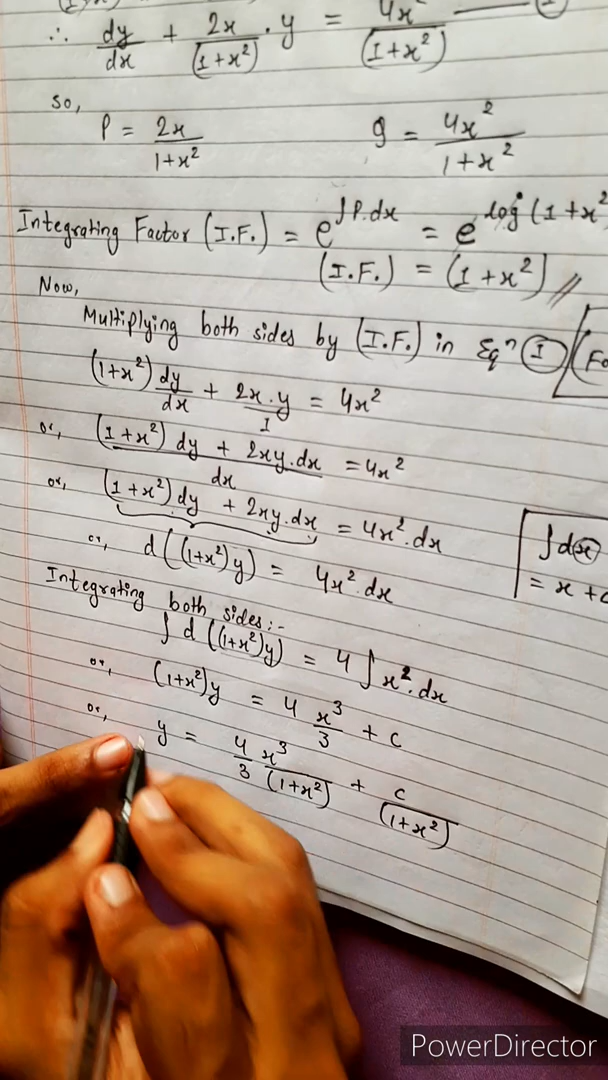 ∴ dy/dx + 2x/(1+x²) · y = 4x²/(1+x²) —— (I)
so,
P = 2x/1+x² q = 4x²/1+x²
Integrating Factor (I.F.) = e^∫P.dx = e^log(1+x²
(I.F.) = (1+x²) //
Now,
Multiplying both sides by (I.F.) in Eqⁿ (I)
(1+x²) dy/dx + 2x.y/1 = 4x²
or, (1+x²) dy + 2xy.dx/dx = 4x²
or, (1+x²) dy + 2xy.dx = 4x².dx
or, d((1+x²)y) = 4x².dx
∫dx
= x + c
Integrating both sides:-
∫ d((1+x²)y) = 4∫x².dx
or, (1+x²)y = 4 x³/3 + c
or, y = 4/3 x³/(1+x²) + c/(1+x²)
PowerDirector